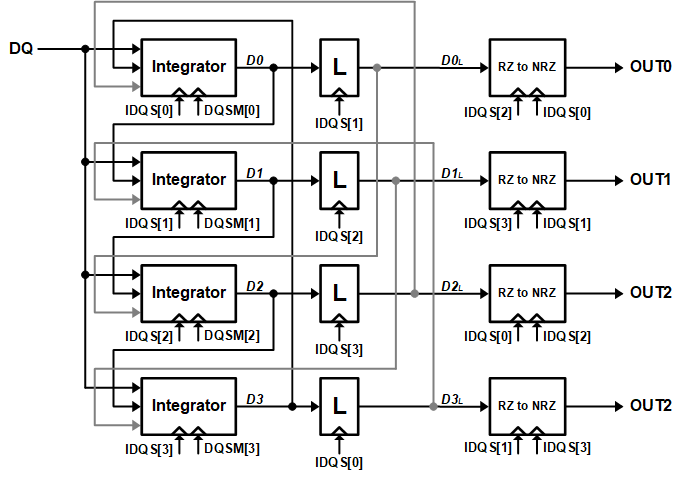 DQ
Integrator
D0
L
D0L
RZ to NRZ
OUT0
IDQS[0]
DQSM[0]
IDQS[1]
IDQS[2]
IDQS[0]
Integrator
D1
L
D1L
RZ to NRZ
OUT1
IDQS[1]
DQSM[1]
IDQS[2]
IDQS[3]
IDQS[1]
Integrator
D2
L
D2L
RZ to NRZ
OUT2
IDQS[2]
DQSM[2]
IDQS[3]
IDQS[0]
IDQS[2]
Integrator
D3
L
D3L
RZ to NRZ
OUT2
IDQS[3]
DQSM[3]
IDQS[0]
IDQS[1]
IDQS[3]